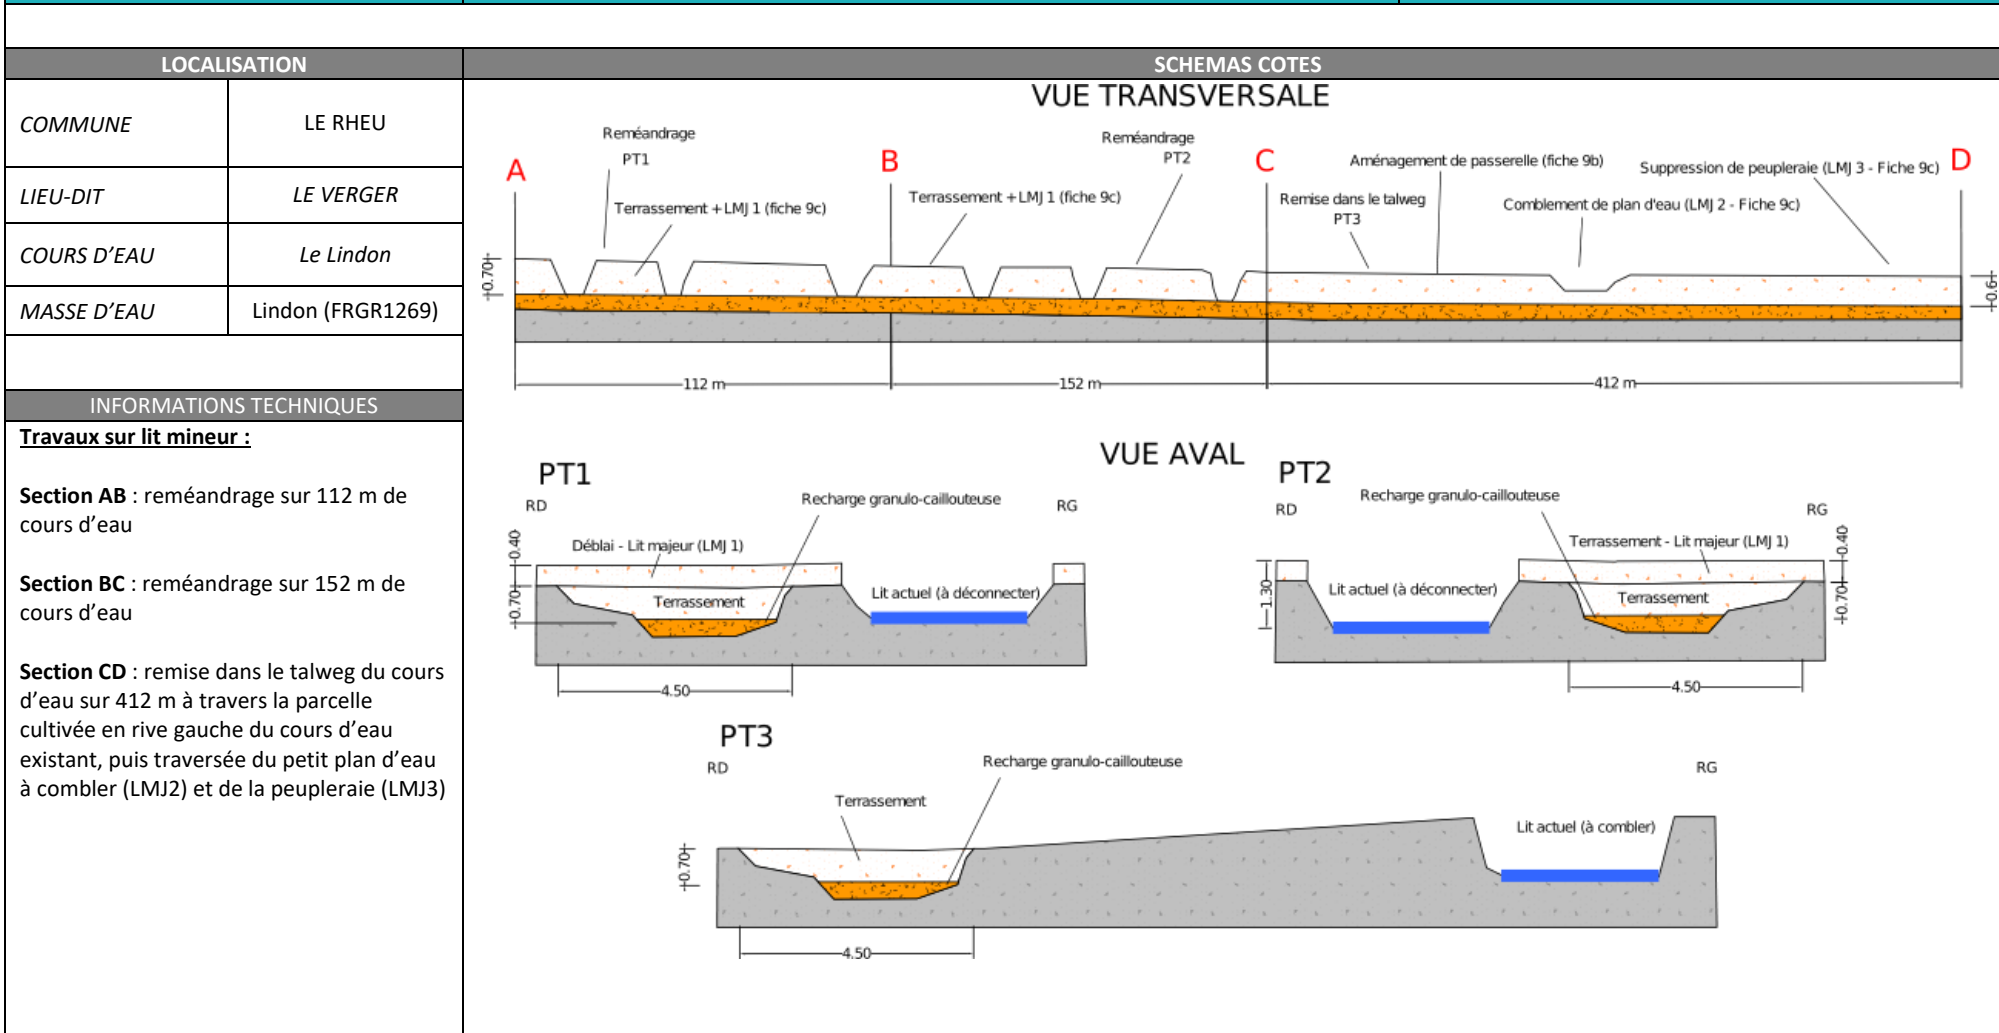 LOCALISATION
COMMUNE
LE RHEU
LIEU-DIT
LE VERGER
COURS D'EAU
Le Lindon
MASSE D'EAU
Lindon (FRGR1269)
INFORMATIONS TECHNIQUES
Travaux sur lit mineur :
Section AB : reméandrage sur 112 m de
cours d'eau
Section BC : reméandrage sur 152 m de
cours d'eau
Section CD : remise dans le talweg du cours
d'eau sur 412 m à travers la parcelle
cultivée en rive gauche du cours d'eau
existant, puis traversée du petit plan d'eau
à combler (LMJ2) et de la peupleraie (LMJ3)
SCHEMAS COTES
VUE TRANSVERSALE
A
Reméandrage
PT1
Terrassement + LMJ 1 (fiche 9c)
B
Terrassement + LMJ 1 (fiche 9c)
Reméandrage
PT2
C
Remise dans le talweg
PT3
Aménagement de passerelle (fiche 9b)
Comblement de plan d'eau (LMJ 2 - Fiche 9c)
Suppression de peupleraie (LMJ 3 - Fiche 9c)
D
0.70
0.6
112 m
152 m
412 m
VUE AVAL
PT1
RD
RG
Recharge granulo-caillouteuse
Déblai - Lit majeur (LMJ 1)
Terrassement
Lit actuel (à déconnecter)
0.40
0.70
4.50
PT2
RD
RG
Recharge granulo-caillouteuse
Terrassement - Lit majeur (LMJ 1)
Lit actuel (à déconnecter)
Terrassement
1.30
0.40
0.70
4.50
PT3
RD
RG
Recharge granulo-caillouteuse
Terrassement
Lit actuel (à combler)
0.70
4.50